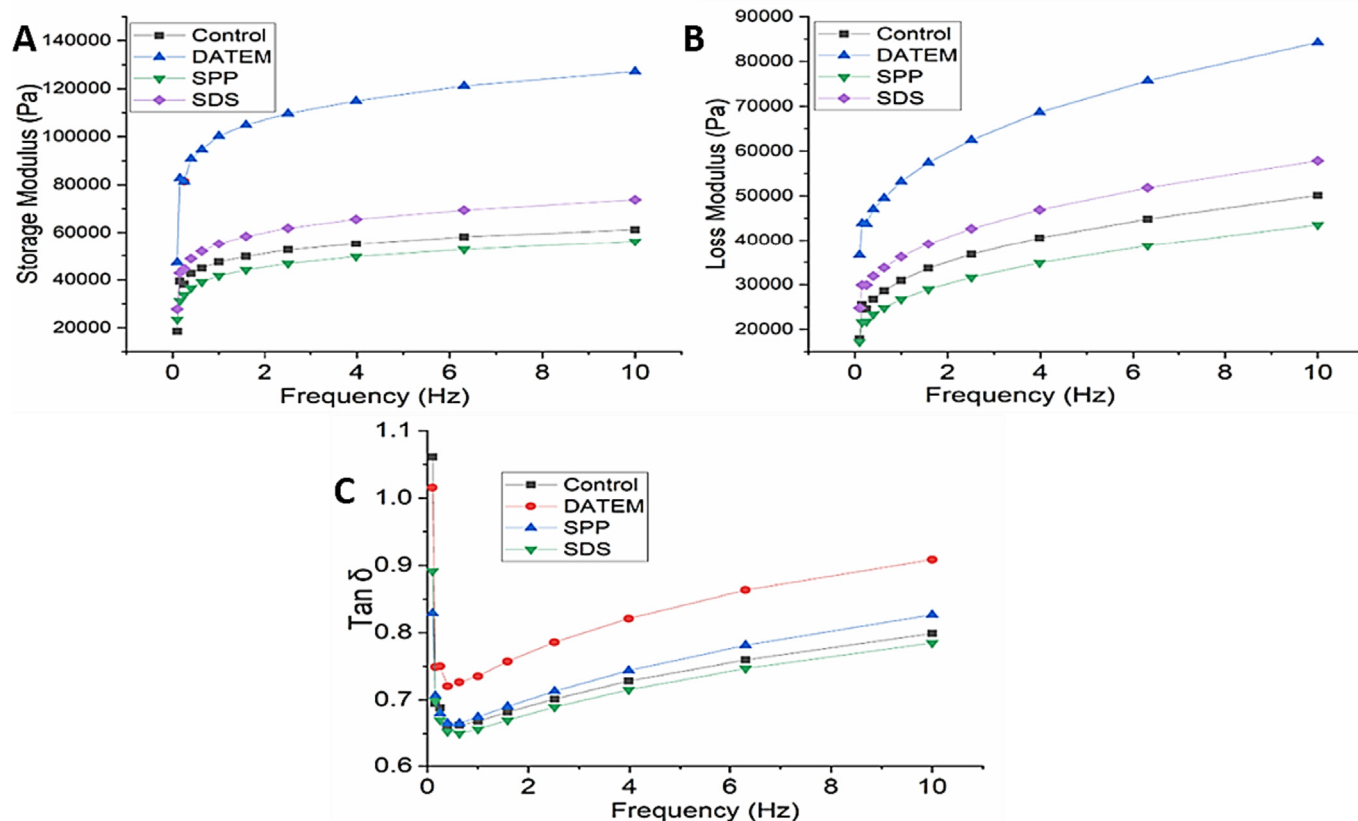 A
Control
DATEM
SPP
SDS
Storage Modulus (Pa)
140000
120000
100000
80000
60000
40000
20000
0 2 4 6 8 10
Frequency (Hz)
B
Control
DATEM
SPP
SDS
Loss Modulus (Pa)
90000
80000
70000
60000
50000
40000
30000
20000
0 2 4 6 8 10
Frequency (Hz)
C
Control
DATEM
SPP
SDS
Tan δ
1.1
1.0
0.9
0.8
0.7
0.6
0 2 4 6 8 10
Frequency (Hz)